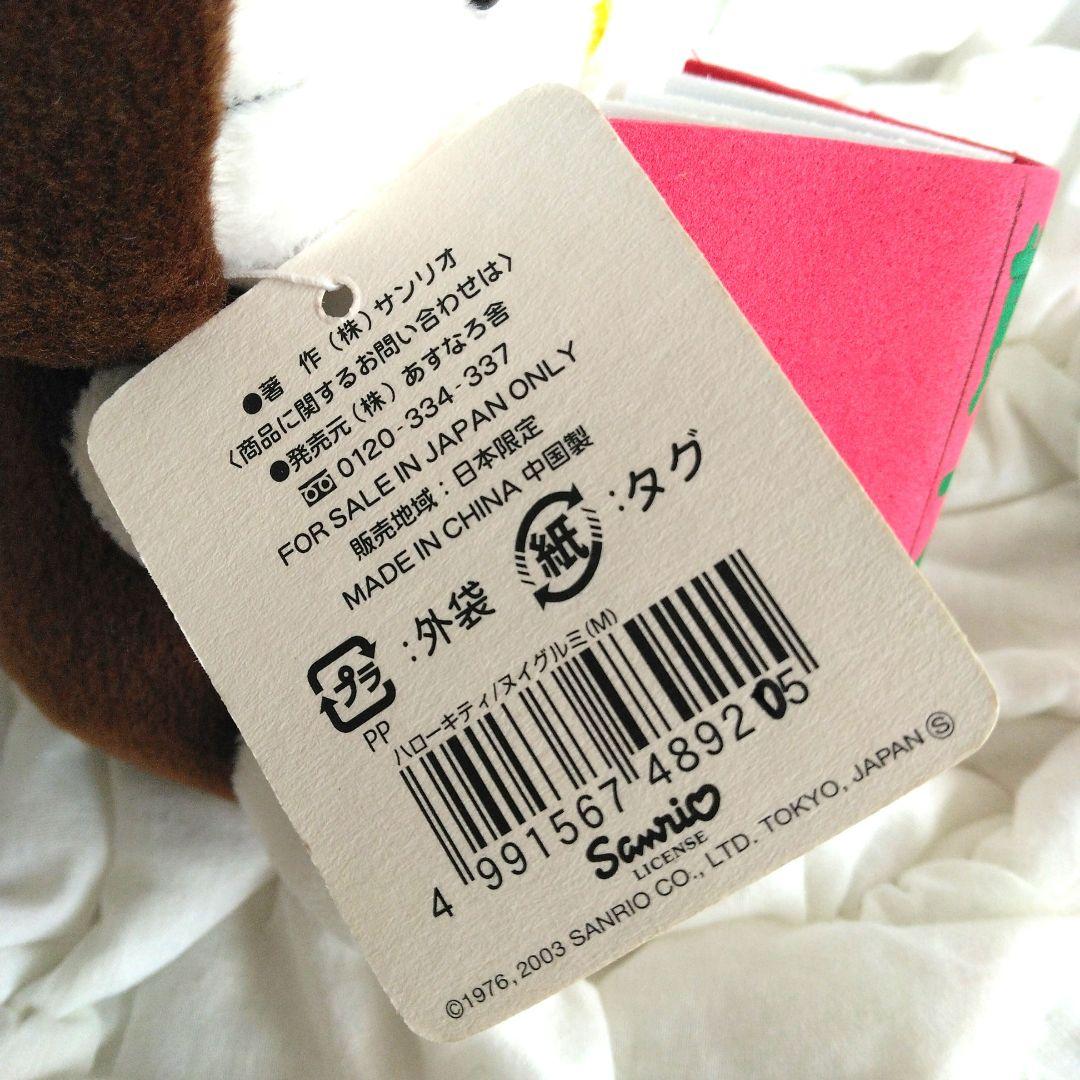 ●著　作（株）サンリオ
〈商品に関するお問い合わせは〉
●発売元（株）あすなろ舎
0120-334-337
FOR SALE IN JAPAN ONLY
販売地域：日本限定
MADE IN CHINA 中国製
プラ :外袋 紙 :タグ
PP
ハローキティ/ヌイグルミ(M)
4 991567 489205
Sanrio
LICENSE
©1976, 2003 SANRIO CO., LTD. TOKYO, JAPAN Ⓢ